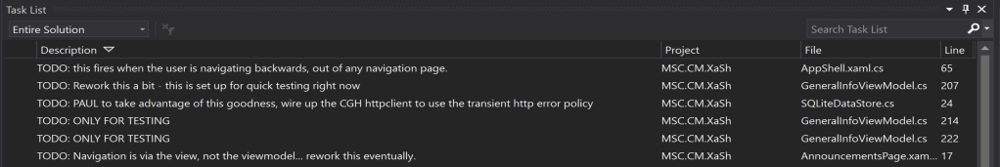 Task List
Entire Solution
Search Task List
Description Project File Line
TODO: this fires when the user is navigating backwards, out of any navigation page. MSC.CM.XaSh AppShell.xaml.cs 65
TODO: Rework this a bit - this is set up for quick testing right now MSC.CM.XaSh GeneralInfoViewModel.cs 207
TODO: PAUL to take advantage of this goodness, wire up the CGH httpclient to use the transient http error policy MSC.CM.XaSh SQLiteDataStore.cs 24
TODO: ONLY FOR TESTING MSC.CM.XaSh GeneralInfoViewModel.cs 214
TODO: ONLY FOR TESTING MSC.CM.XaSh GeneralInfoViewModel.cs 222
TODO: Navigation is via the view, not the viewmodel... rework this eventually. MSC.CM.XaSh AnnouncementsPage.xam... 17